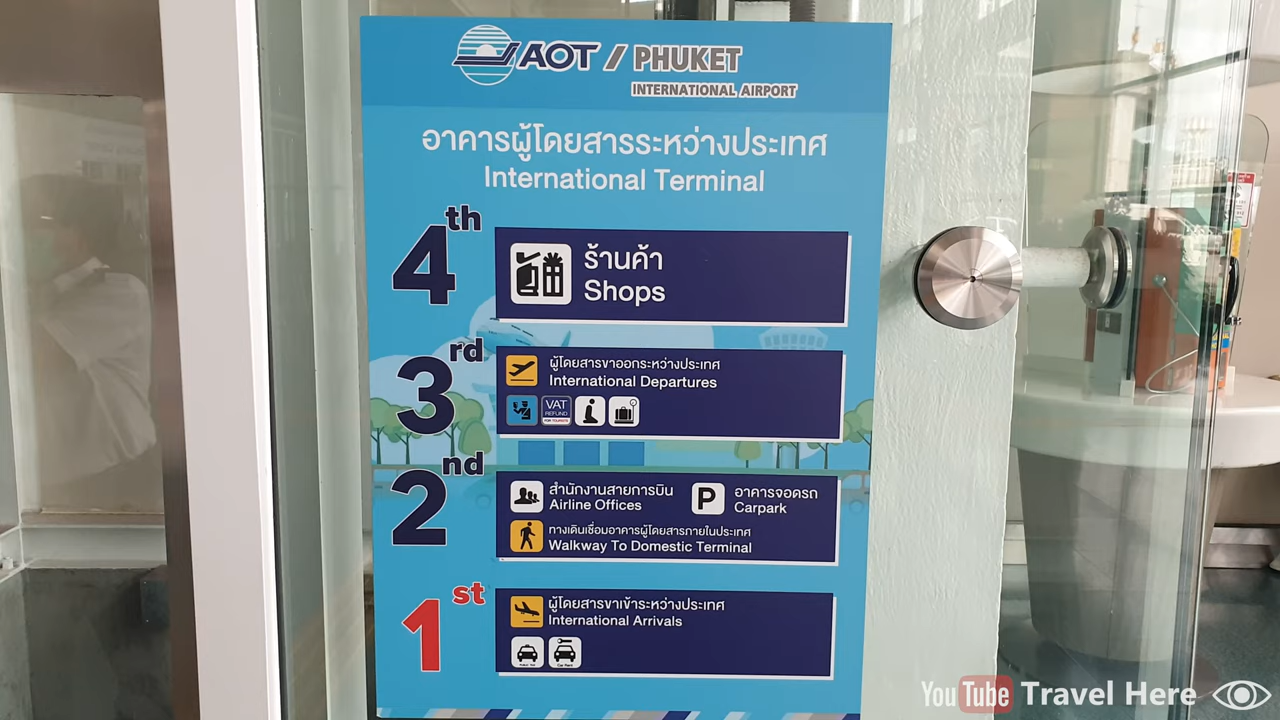 AOT / PHUKET
INTERNATIONAL AIRPORT
อาคารผู้โดยสารระหว่างประเทศ
International Terminal
4th
ร้านค้า
Shops
3rd
ผู้โดยสารขาออกระหว่างประเทศ
International Departures
VAT
REFUND
FOR TOURISTS
2nd
สำนักงานสายการบิน
Airline Offices
P
อาคารจอดรถ
Carpark
ทางเดินเชื่อมอาคารผู้โดยสารภายในประเทศ
Walkway To Domestic Terminal
1st
ผู้โดยสารขาเข้าระหว่างประเทศ
International Arrivals
Car Rent
YouTube Travel Here